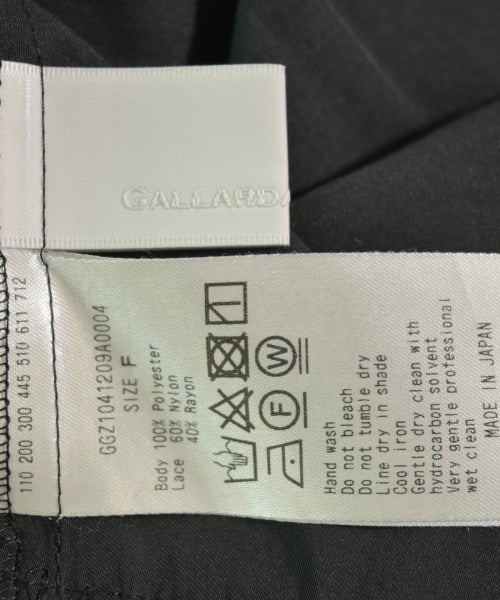 GALLARDA
110 200 300 445 510 611 712
GGZ1041209A0004
SIZE F
Body 100% Polyester
60% Nylon
Lace 40% Rayon
F
W
Hand wash
Do not bleach
Do not tumble dry
Line dry in shade
Cool iron
Gentle dry clean with
hydrocarbon solvent
Very gentle professional
wet clean
MADE IN JAPAN